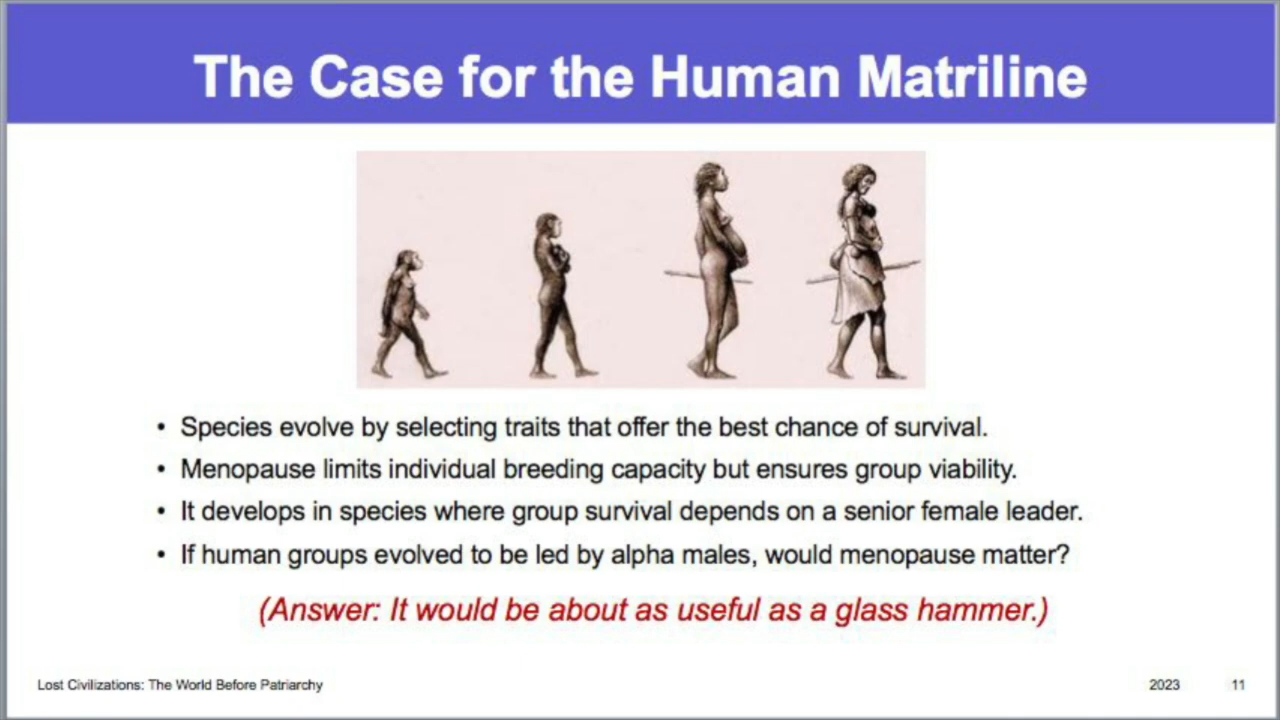 The Case for the Human Matriline
• Species evolve by selecting traits that offer the best chance of survival.
• Menopause limits individual breeding capacity but ensures group viability.
• It develops in species where group survival depends on a senior female leader.
• If human groups evolved to be led by alpha males, would menopause matter?
(Answer: It would be about as useful as a glass hammer.)
Lost Civilizations: The World Before Patriarchy
2023
11